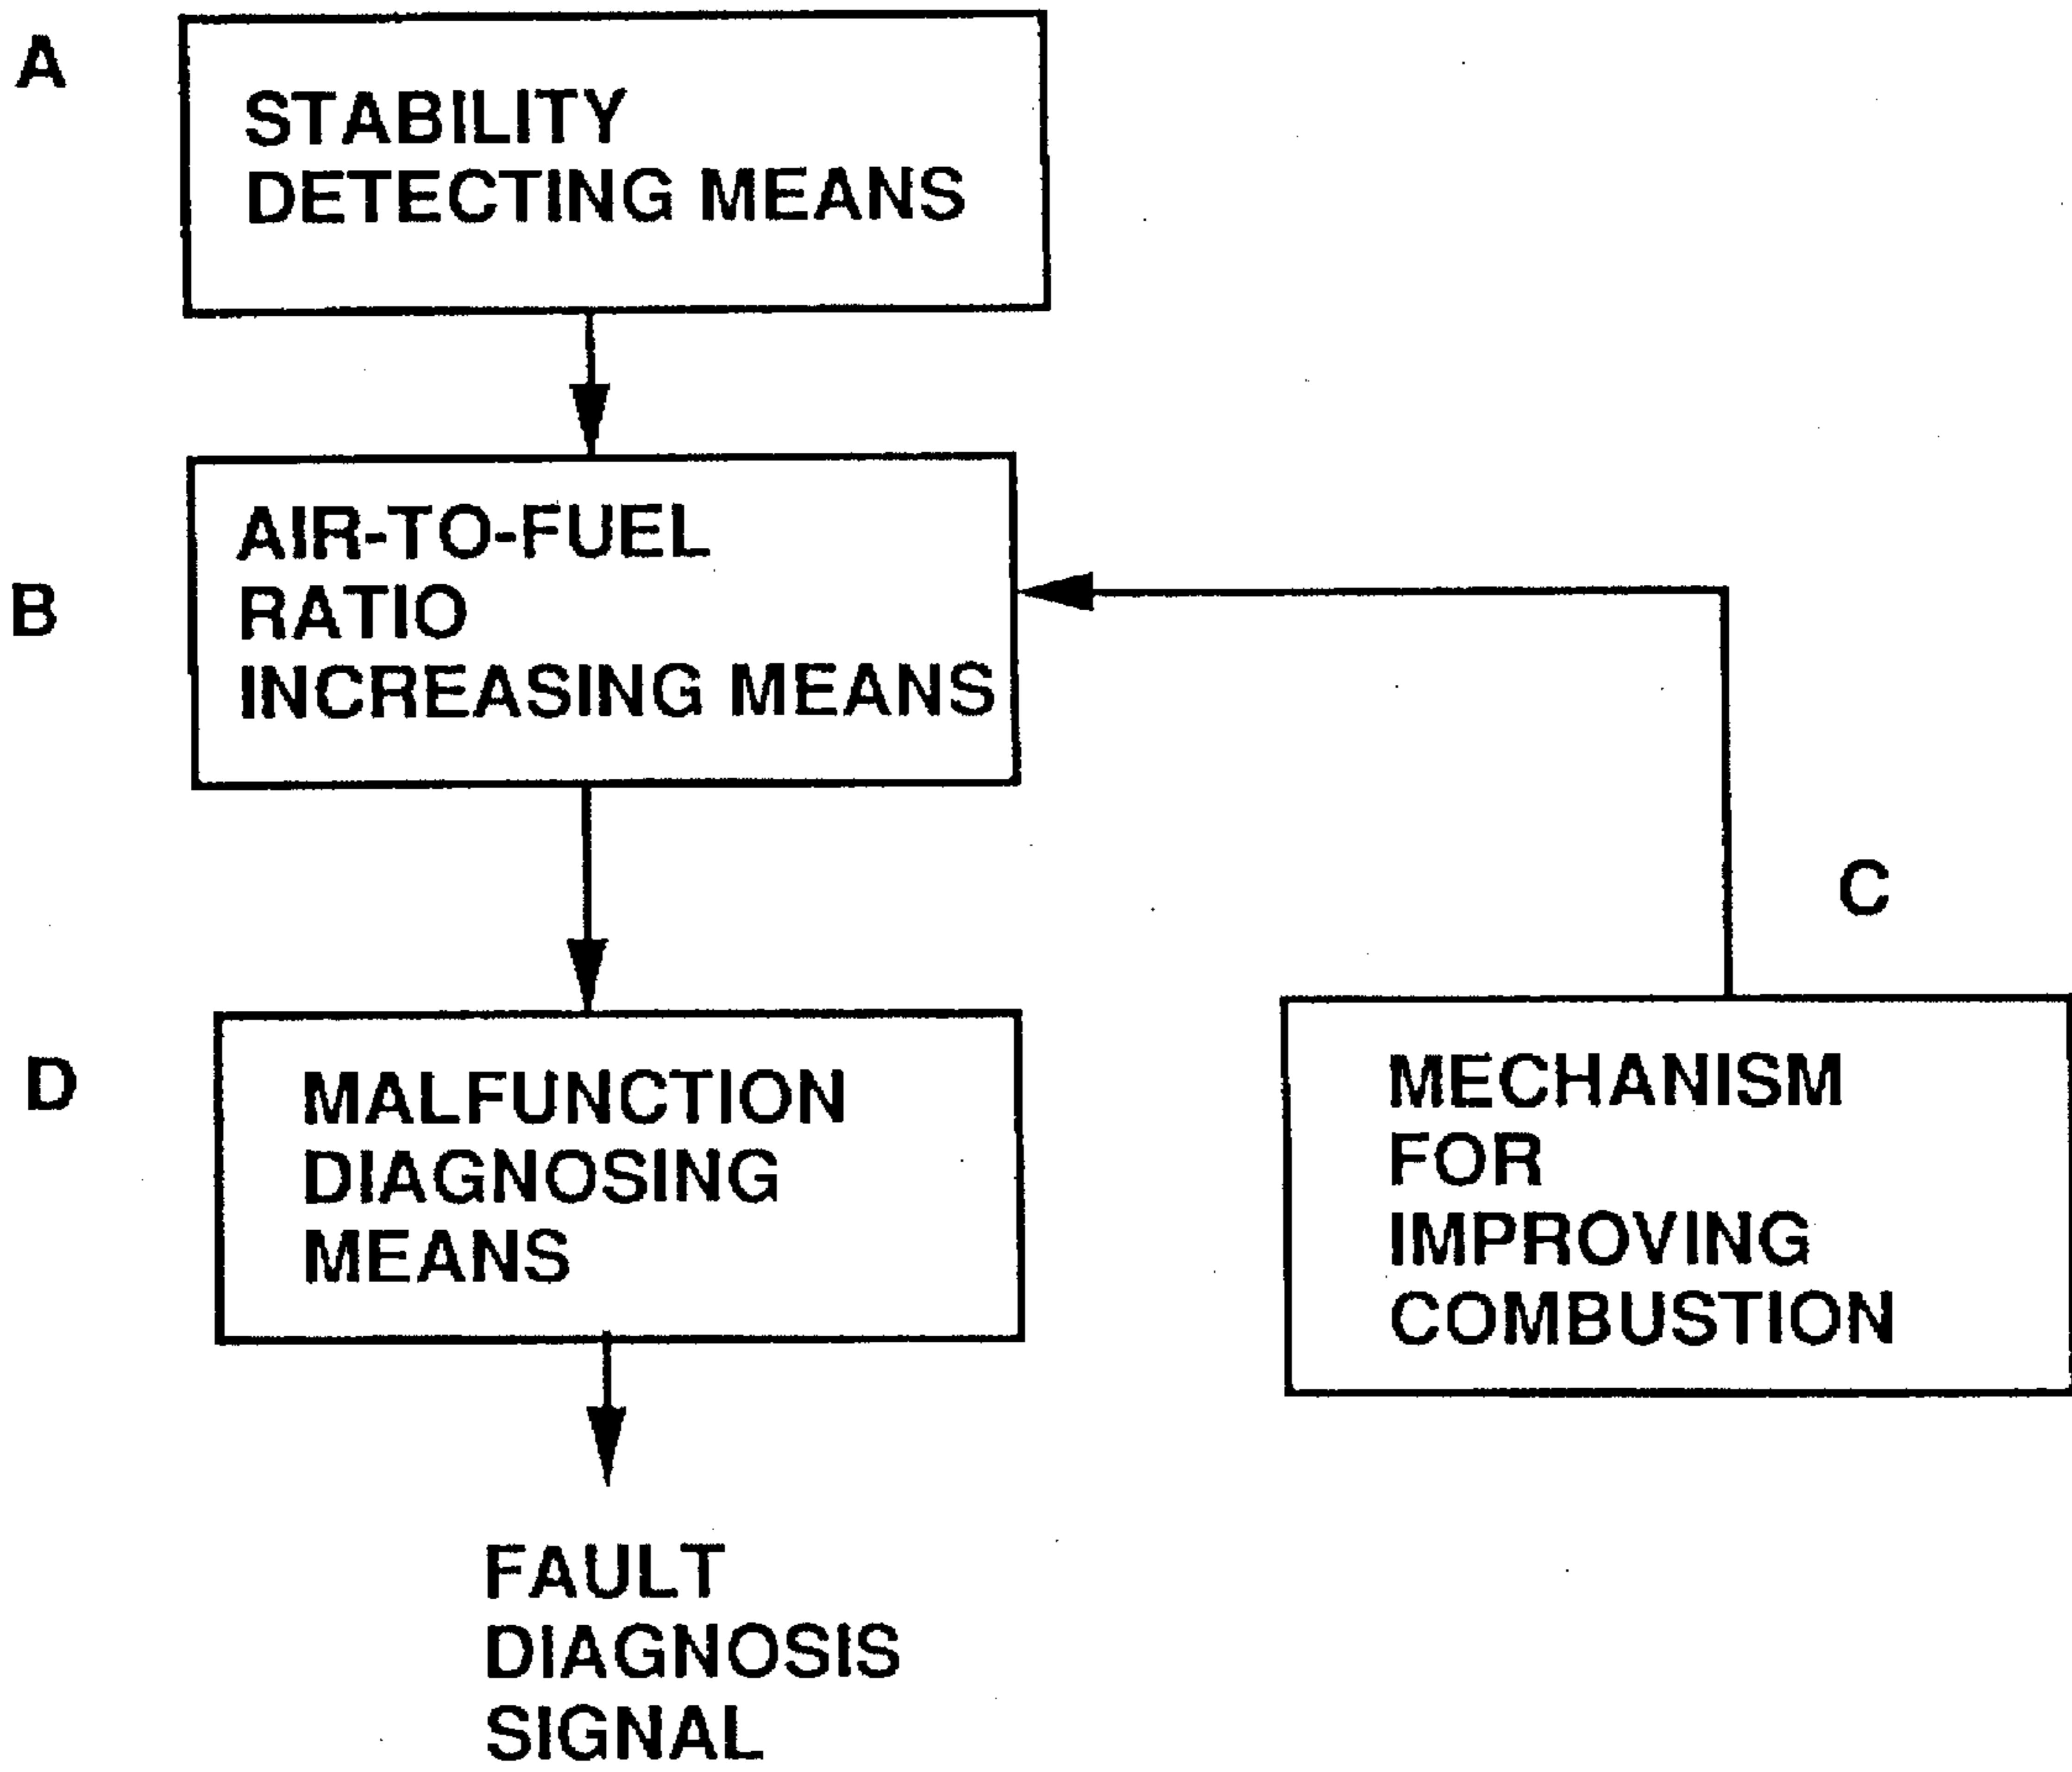 A
STABILITY
DETECTING MEANS
B
AIR-TO-FUEL
RATIO
INCREASING MEANS
C
MECHANISM
FOR
IMPROVING
COMBUSTION
D
MALFUNCTION
DIAGNOSING
MEANS
FAULT
DIAGNOSIS
SIGNAL